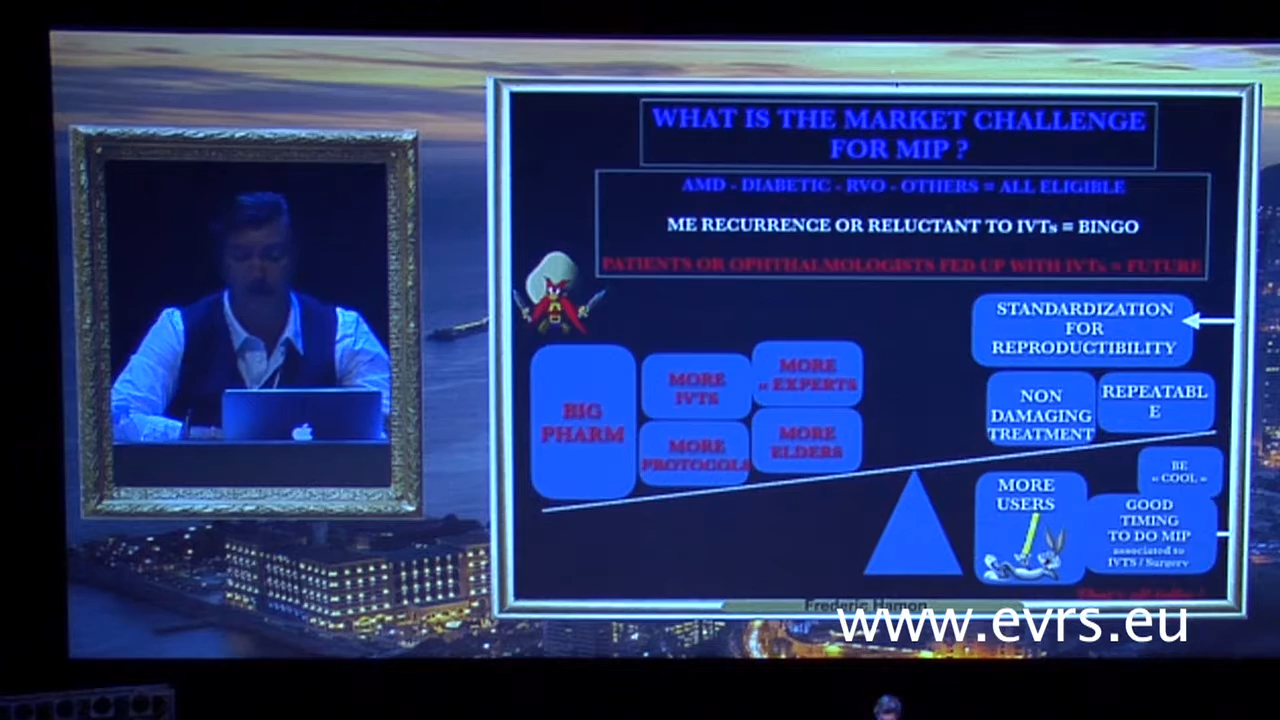 WHAT IS THE MARKET CHALLENGE
FOR MIP ?
AMD - DIABETIC - RVO - OTHERS = ALL ELIGIBLE
ME RECURRENCE OR RELUCTANT TO IVTs = BINGO
PATIENTS OR OPHTHALMOLOGISTS FED UP WITH IVTs = FUTURE
BIG
PHARM
MORE
IVTS
MORE
« EXPERTS
MORE
PROTOCOLS
MORE
ELDERS
STANDARDIZATION
FOR
REPRODUCTIBILITY
NON
DAMAGING
TREATMENT
REPEATABL
E
MORE
USERS
BE
« COOL »
GOOD
TIMING
TO DO MIP
associated to
IVTS / Surgery
Frederic Hamon
www.evrs.eu